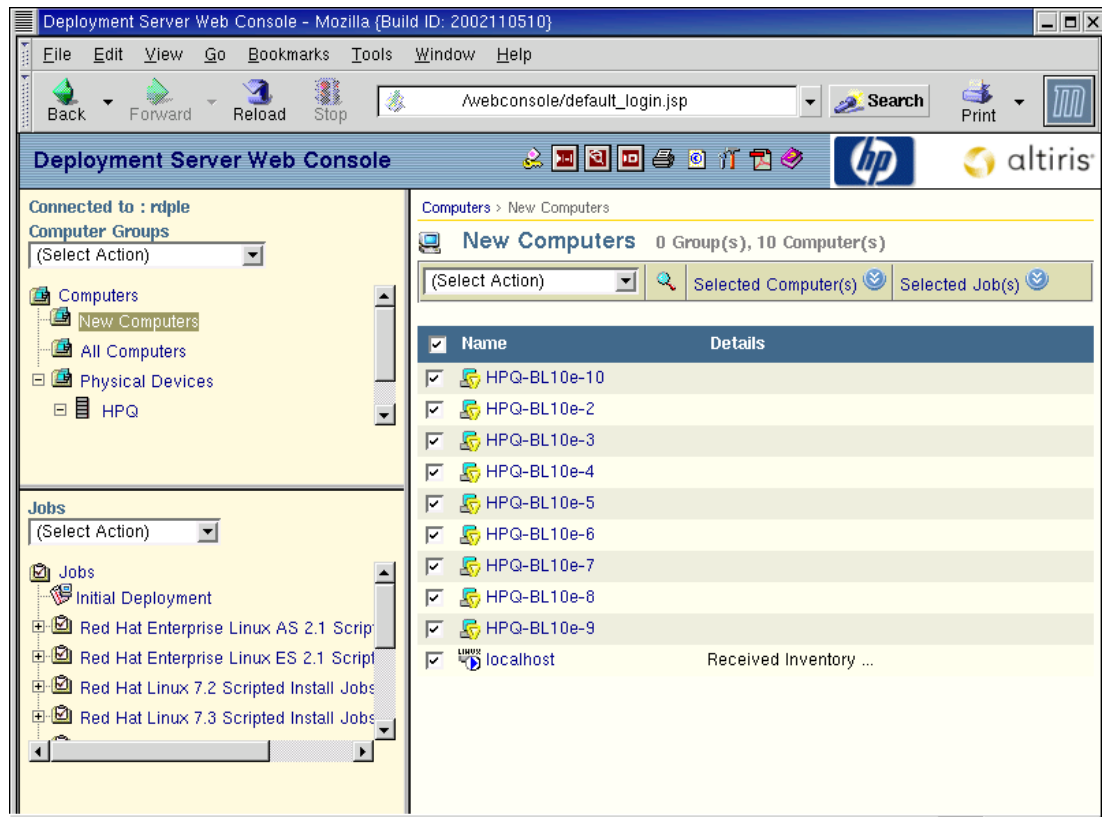 Deployment Server Web Console - Mozilla {Build ID: 2002110510}
File Edit View Go Bookmarks Tools Window Help
Back Forward Reload Stop /webconsole/default_login.jsp Search Print
Deployment Server Web Console hp altiris
Connected to : rdple
Computer Groups
(Select Action)
Computers
New Computers
All Computers
Physical Devices
HPQ
Jobs
(Select Action)
Jobs
Initial Deployment
Red Hat Enterprise Linux AS 2.1 Scrip
Red Hat Enterprise Linux ES 2.1 Script
Red Hat Linux 7.2 Scripted Install Jobs
Red Hat Linux 7.3 Scripted Install Jobs
Computers > New Computers
New Computers 0 Group(s), 10 Computer(s)
(Select Action) Selected Computer(s) Selected Job(s)
Name Details
HPQ-BL10e-10
HPQ-BL10e-2
HPQ-BL10e-3
HPQ-BL10e-4
HPQ-BL10e-5
HPQ-BL10e-6
HPQ-BL10e-7
HPQ-BL10e-8
HPQ-BL10e-9
LINUX localhost Received Inventory ...